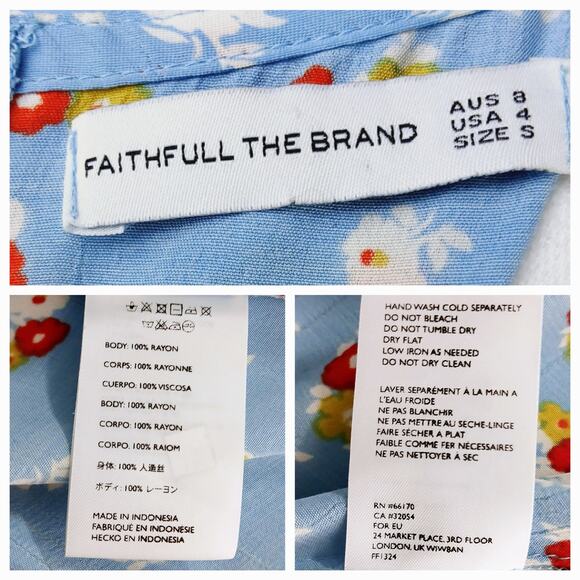 FAITHFULL THE BRAND
AUS 8
USA 4
SIZE S
BODY: 100% RAYON
CORPS: 100% RAYONNE
CUERPO: 100% VISCOSA
BODY: 100% RAYON
CORPO: 100% RAYON
CORPO: 100% RAIOM
身体: 100% 人造丝
ボディ: 100% レーヨン
MADE IN INDONESIA
FABRIQUÉ EN INDONESIE
HECKO EN INDONESIA
HAND WASH COLD SEPARATELY
DO NOT BLEACH
DO NOT TUMBLE DRY
DRY FLAT
LOW IRON AS NEEDED
DO NOT DRY CLEAN
LAVER SEPARÉMENT À LA MAIN A
L'EAU FROIDE
NE PAS BLANCHIR
NE PAS METTRE AU SÈCHE-LINGE
FAIRE SÉCHER A PLAT
FAIBLE COMME FER NÉCESSAIRES
NE PAS NETTOYER À SEC
RN #66170
CA #32054
FOR EU
24 MARKET PLACE, 3RD FLOOR
LONDON, UK W1W8AN
FF1324